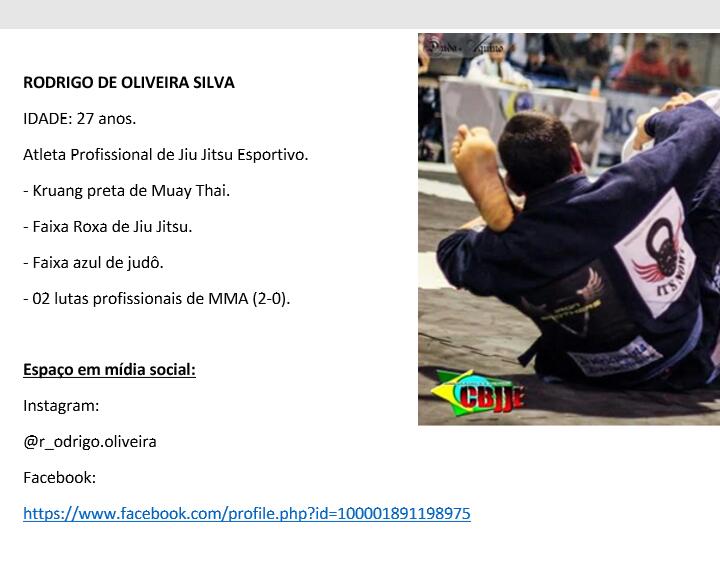 RODRIGO DE OLIVEIRA SILVA
IDADE: 27 anos.
Atleta Profissional de Jiu Jitsu Esportivo.
- Kruang preta de Muay Thai.
- Faixa Roxa de Jiu Jitsu.
- Faixa azul de judô.
- 02 lutas profissionais de MMA (2-0).
Espaço em mídia social:
Instagram:
@r_odrigo.oliveira
Facebook:
https://www.facebook.com/profile.php?id=100001891198975
IT'S NOW!
CBJJE